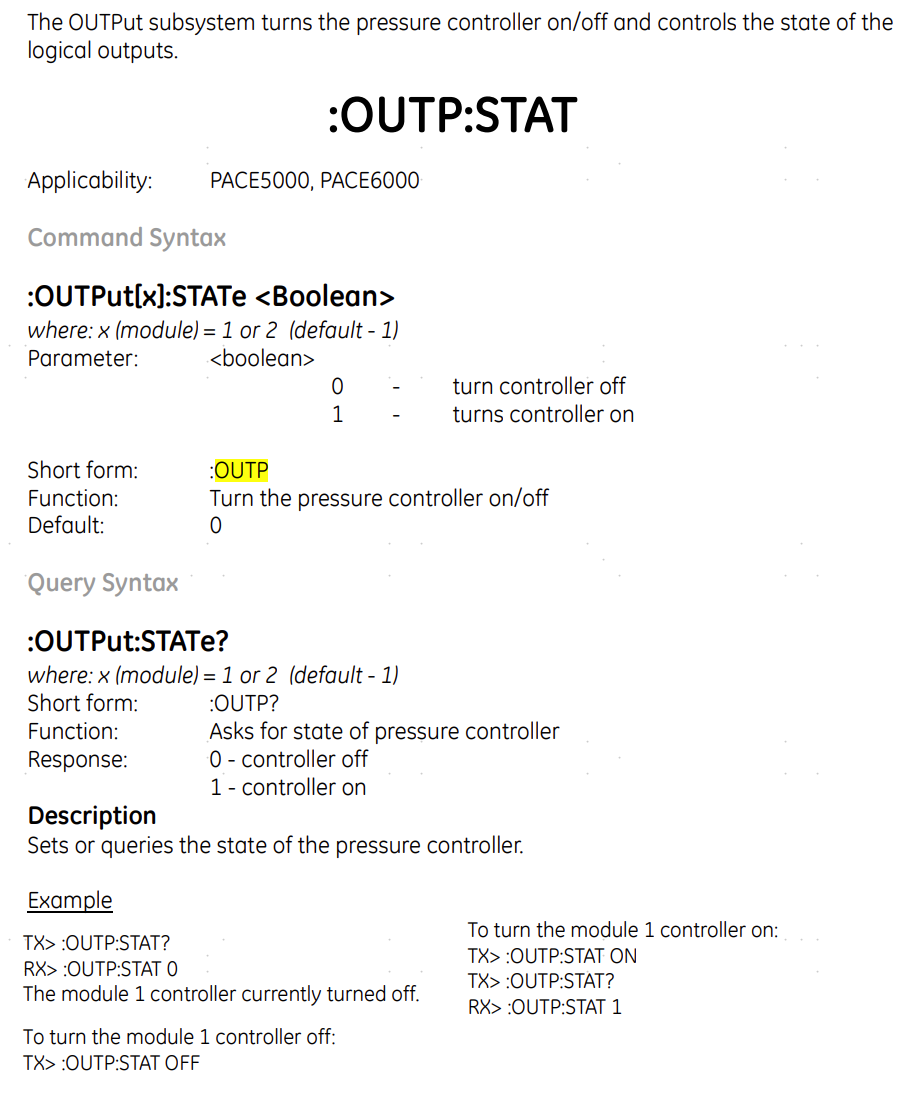 The OUTPut subsystem turns the pressure controller on/off and controls the state of the
logical outputs.
:OUTP:STAT
Applicability: PACE5000, PACE6000
Command Syntax
:OUTPut[x]:STATe <Boolean>
where: x (module) = 1 or 2 (default - 1)
Parameter: <boolean>
0 - turn controller off
1 - turns controller on
Short form: :OUTP
Function: Turn the pressure controller on/off
Default: 0
Query Syntax
:OUTPut:STATe?
where: x (module) = 1 or 2 (default - 1)
Short form: :OUTP?
Function: Asks for state of pressure controller
Response: 0 - controller off
1 - controller on
Description
Sets or queries the state of the pressure controller.
Example
TX> :OUTP:STAT?
RX> :OUTP:STAT 0
The module 1 controller currently turned off.
To turn the module 1 controller off:
TX> :OUTP:STAT OFF
To turn the module 1 controller on:
TX> :OUTP:STAT ON
TX> :OUTP:STAT?
RX> :OUTP:STAT 1